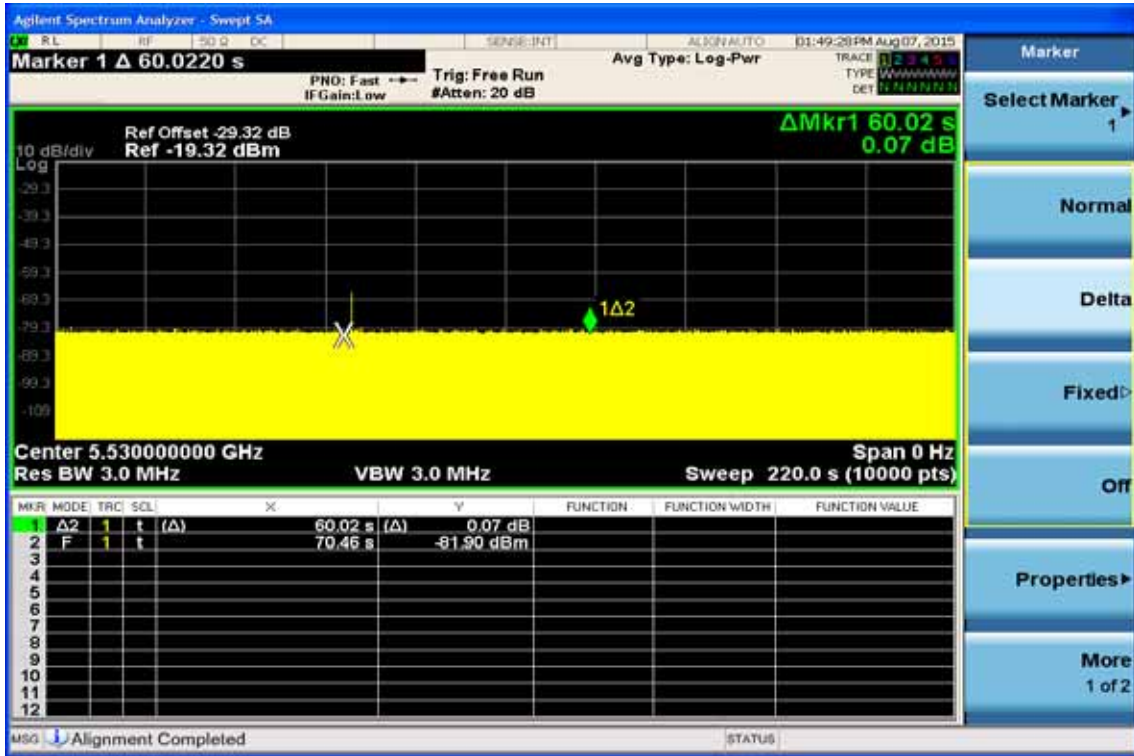 Agilent Spectrum Analyzer - Swept SA
RL RF 50 Ω DC SENSE:INT ALIGN AUTO 01:49:28 PM Aug 07, 2015
Marker 1 Δ 60.0220 s
PNO: Fast
IFGain:Low
Trig: Free Run
#Atten: 20 dB
Avg Type: Log-Pwr
TRACE 1 2 3 4 5 6
TYPE
DET N N N N N N
ΔMkr1 60.02 s
0.07 dB
Ref Offset -29.32 dB
10 dB/div Ref -19.32 dBm
Log
-29.3
-39.3
-49.3
-59.3
-69.3
-79.3
-89.3
-99.3
-109
1Δ2
Center 5.530000000 GHz Span 0 Hz
Res BW 3.0 MHz VBW 3.0 MHz Sweep 220.0 s (10000 pts)
MKR MODE TRC SCL X Y FUNCTION FUNCTION WIDTH FUNCTION VALUE
1 Δ2 1 t (Δ) 60.02 s (Δ) 0.07 dB
2 F 1 t 70.46 s -81.90 dBm
3
4
5
6
7
8
9
10
11
12
MSG Alignment Completed STATUS
Marker
Select Marker
1
Normal
Delta
Fixed
Off
Properties
More
1 of 2